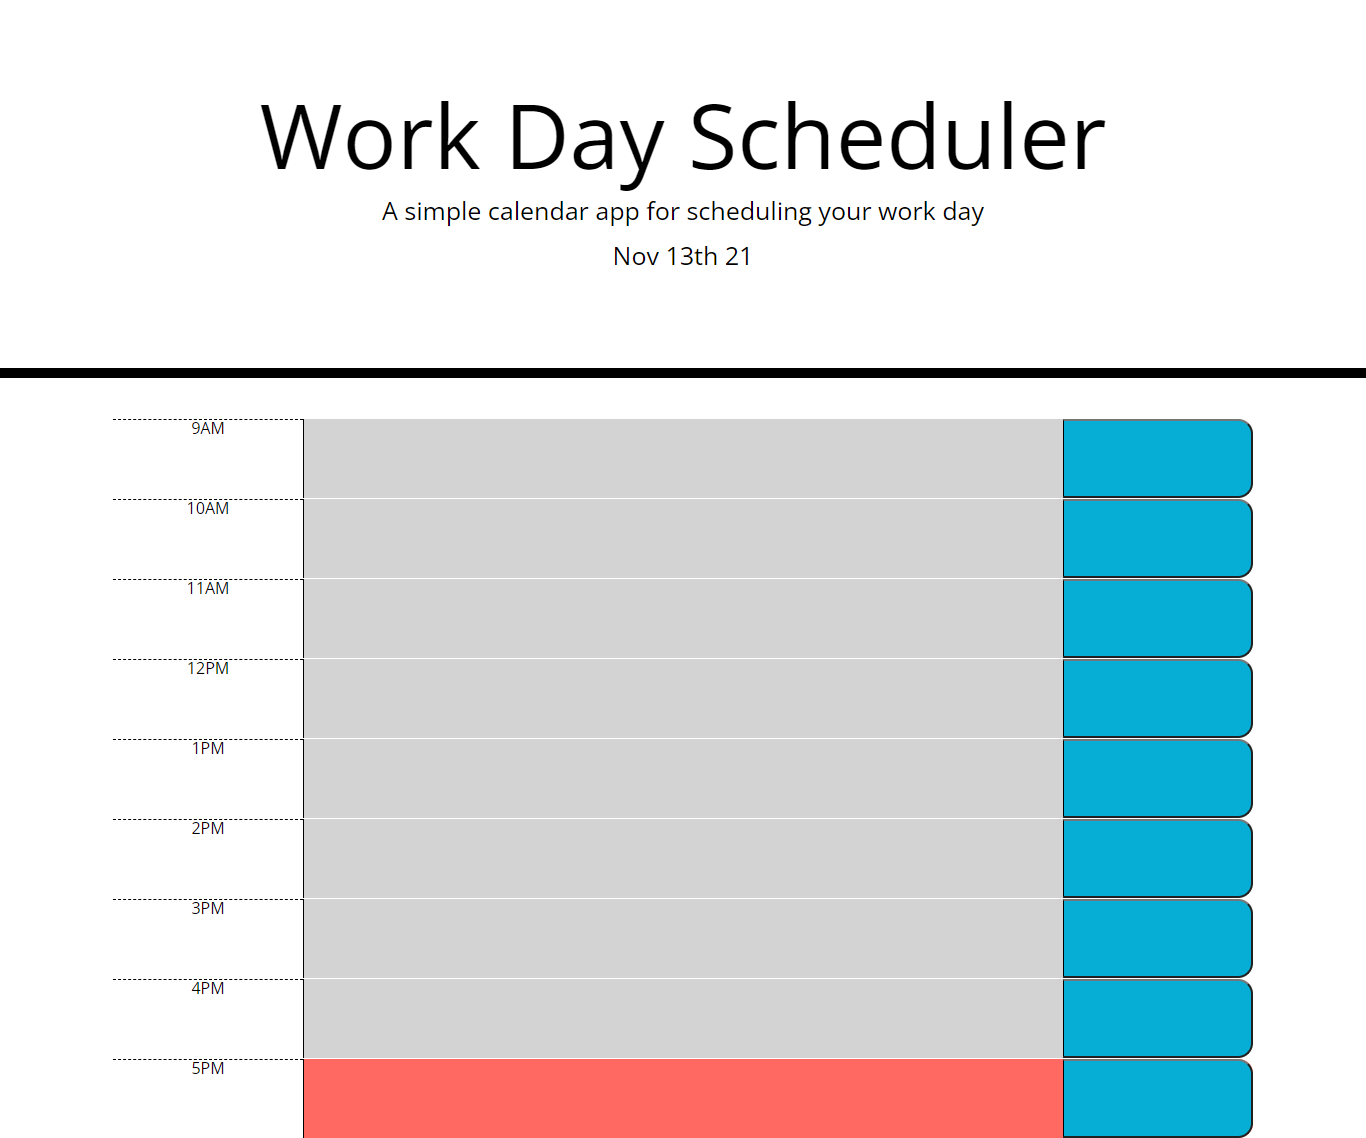 Work Day Scheduler
A simple calendar app for scheduling your work day
Nov 13th 21
9AM
10AM
11AM
12PM
1PM
2PM
3PM
4PM
5PM